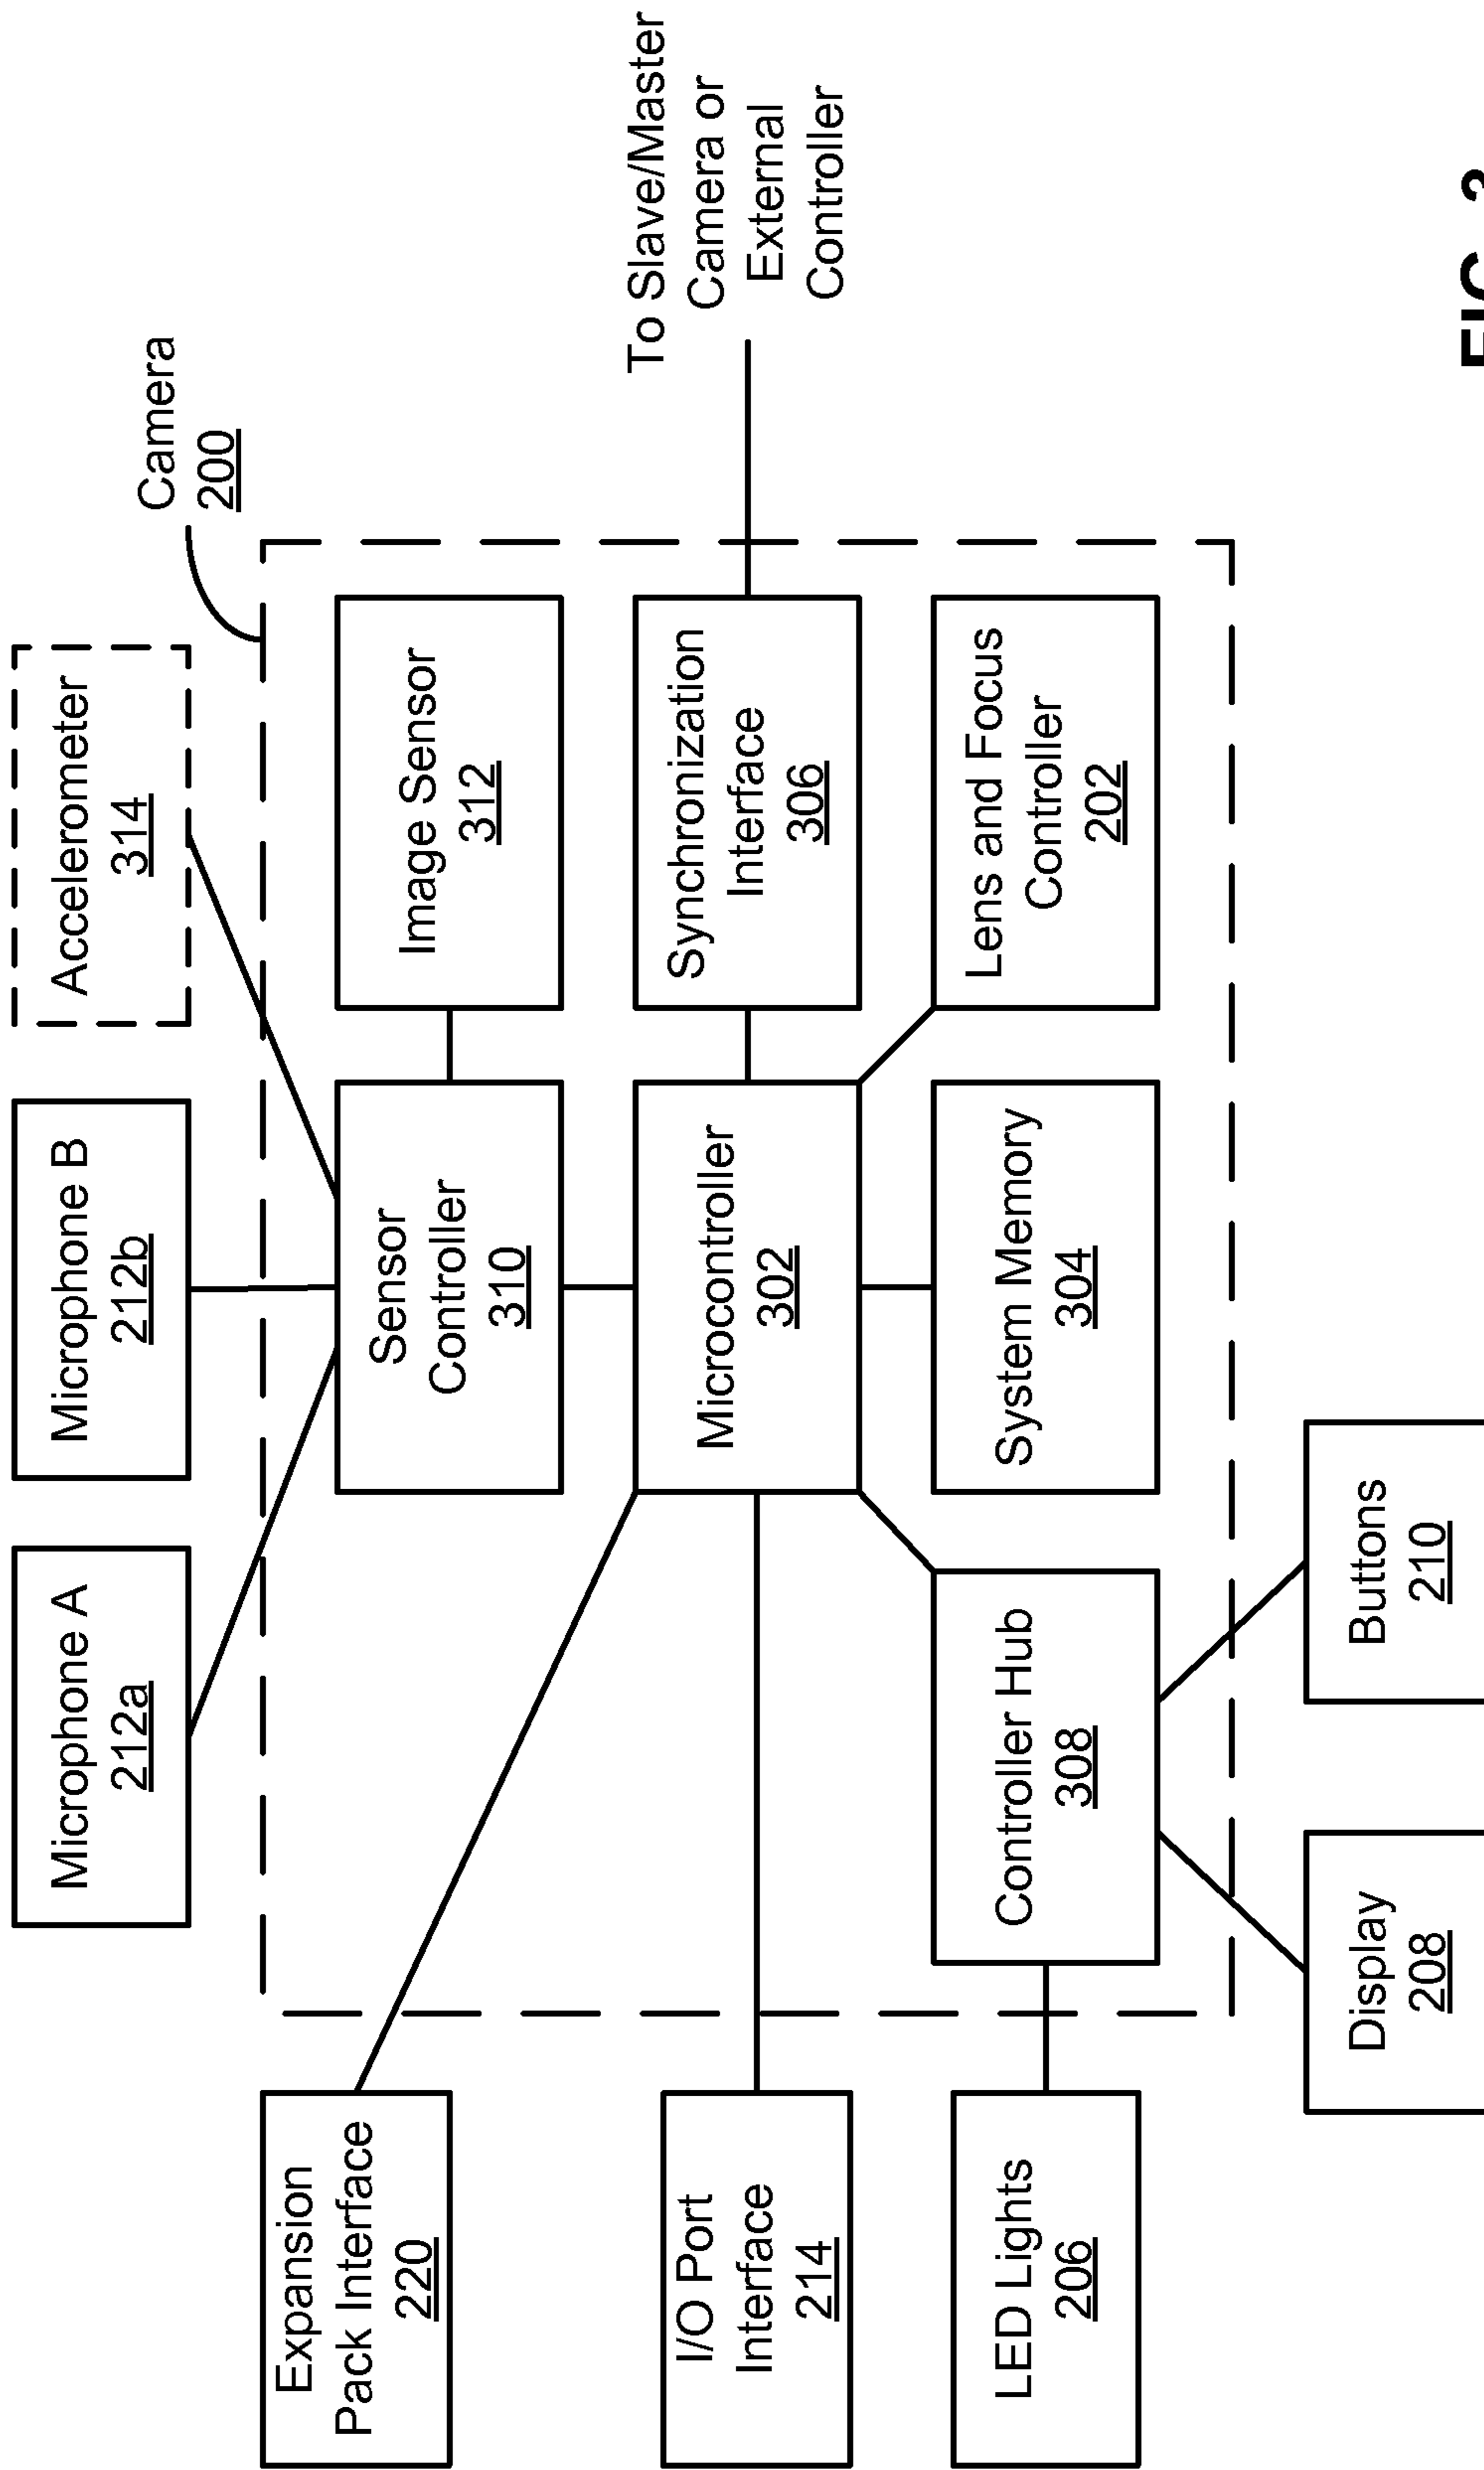 Microphone A
212a
Microphone B
212b
Accelerometer
314
Camera
200
Expansion
Pack Interface
220
Sensor
Controller
310
Image Sensor
312
To Slave/Master
Camera or
External
Controller
I/O Port
Interface
214
Microcontroller
302
Synchronization
Interface
306
LED Lights
206
Controller Hub
308
System Memory
304
Lens and Focus
Controller
202
Display
208
Buttons
210
FIG. 3